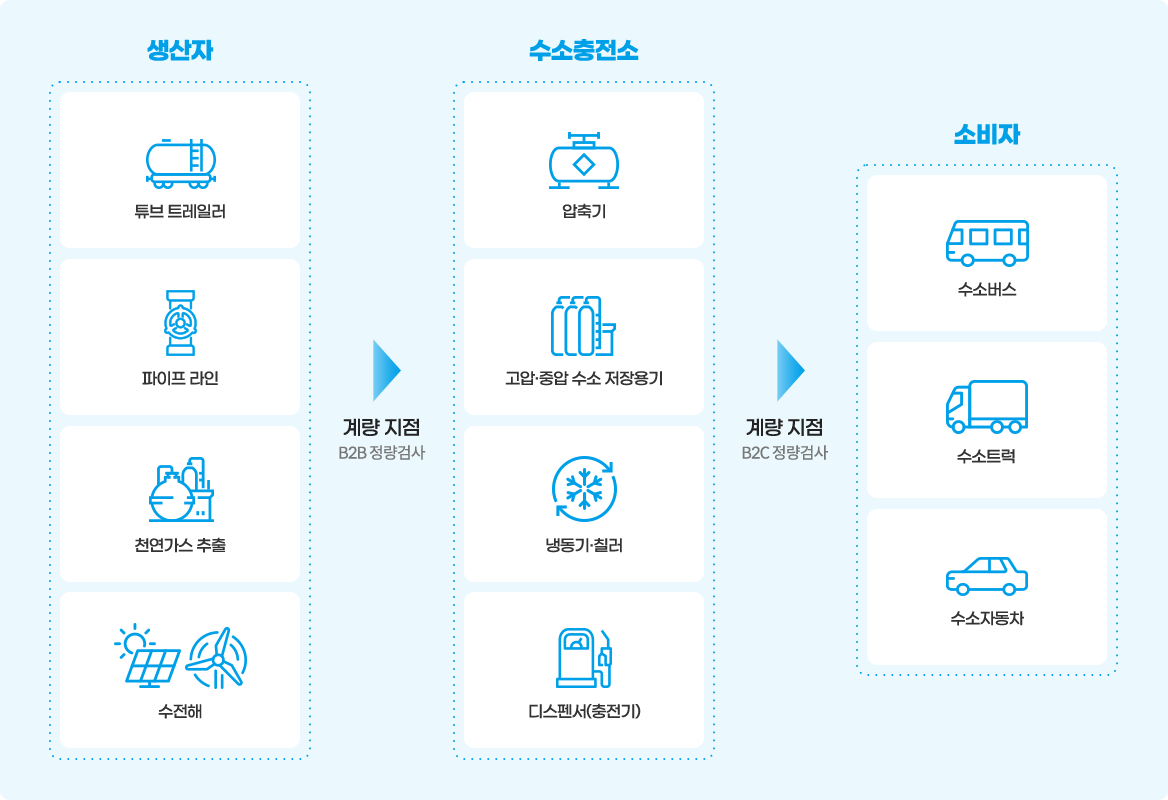 생산자
튜브 트레일러
파이프 라인
천연가스 추출
수전해
계량 지점
B2B 정량검사
수소충전소
압축기
고압·중압 수소 저장용기
냉동기·칠러
디스펜서(충전기)
계량 지점
B2C 정량검사
소비자
수소버스
수소트럭
수소자동차